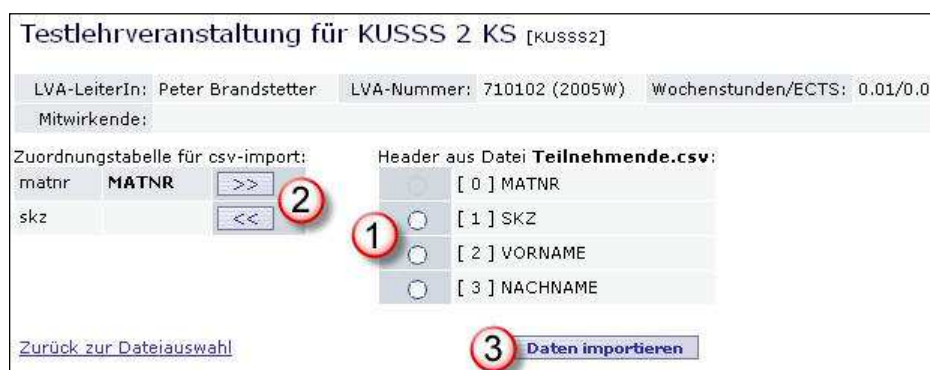 Testlehrveranstaltung für KUSSS 2 KS [KUSSS2]
LVA-LeiterIn: Peter Brandstetter LVA-Nummer: 710102 (2005W) Wochenstunden/ECTS: 0.01/0.0
Mitwirkende:
Zuordnungstabelle für csv-import: Header aus Datei Teilnehmende.csv:
matnr MATNR >> [ 0 ] MATNR
2
skz << 1 [ 1 ] SKZ
[ 2 ] VORNAME
[ 3 ] NACHNAME
Zurück zur Dateiauswahl 3 Daten importieren